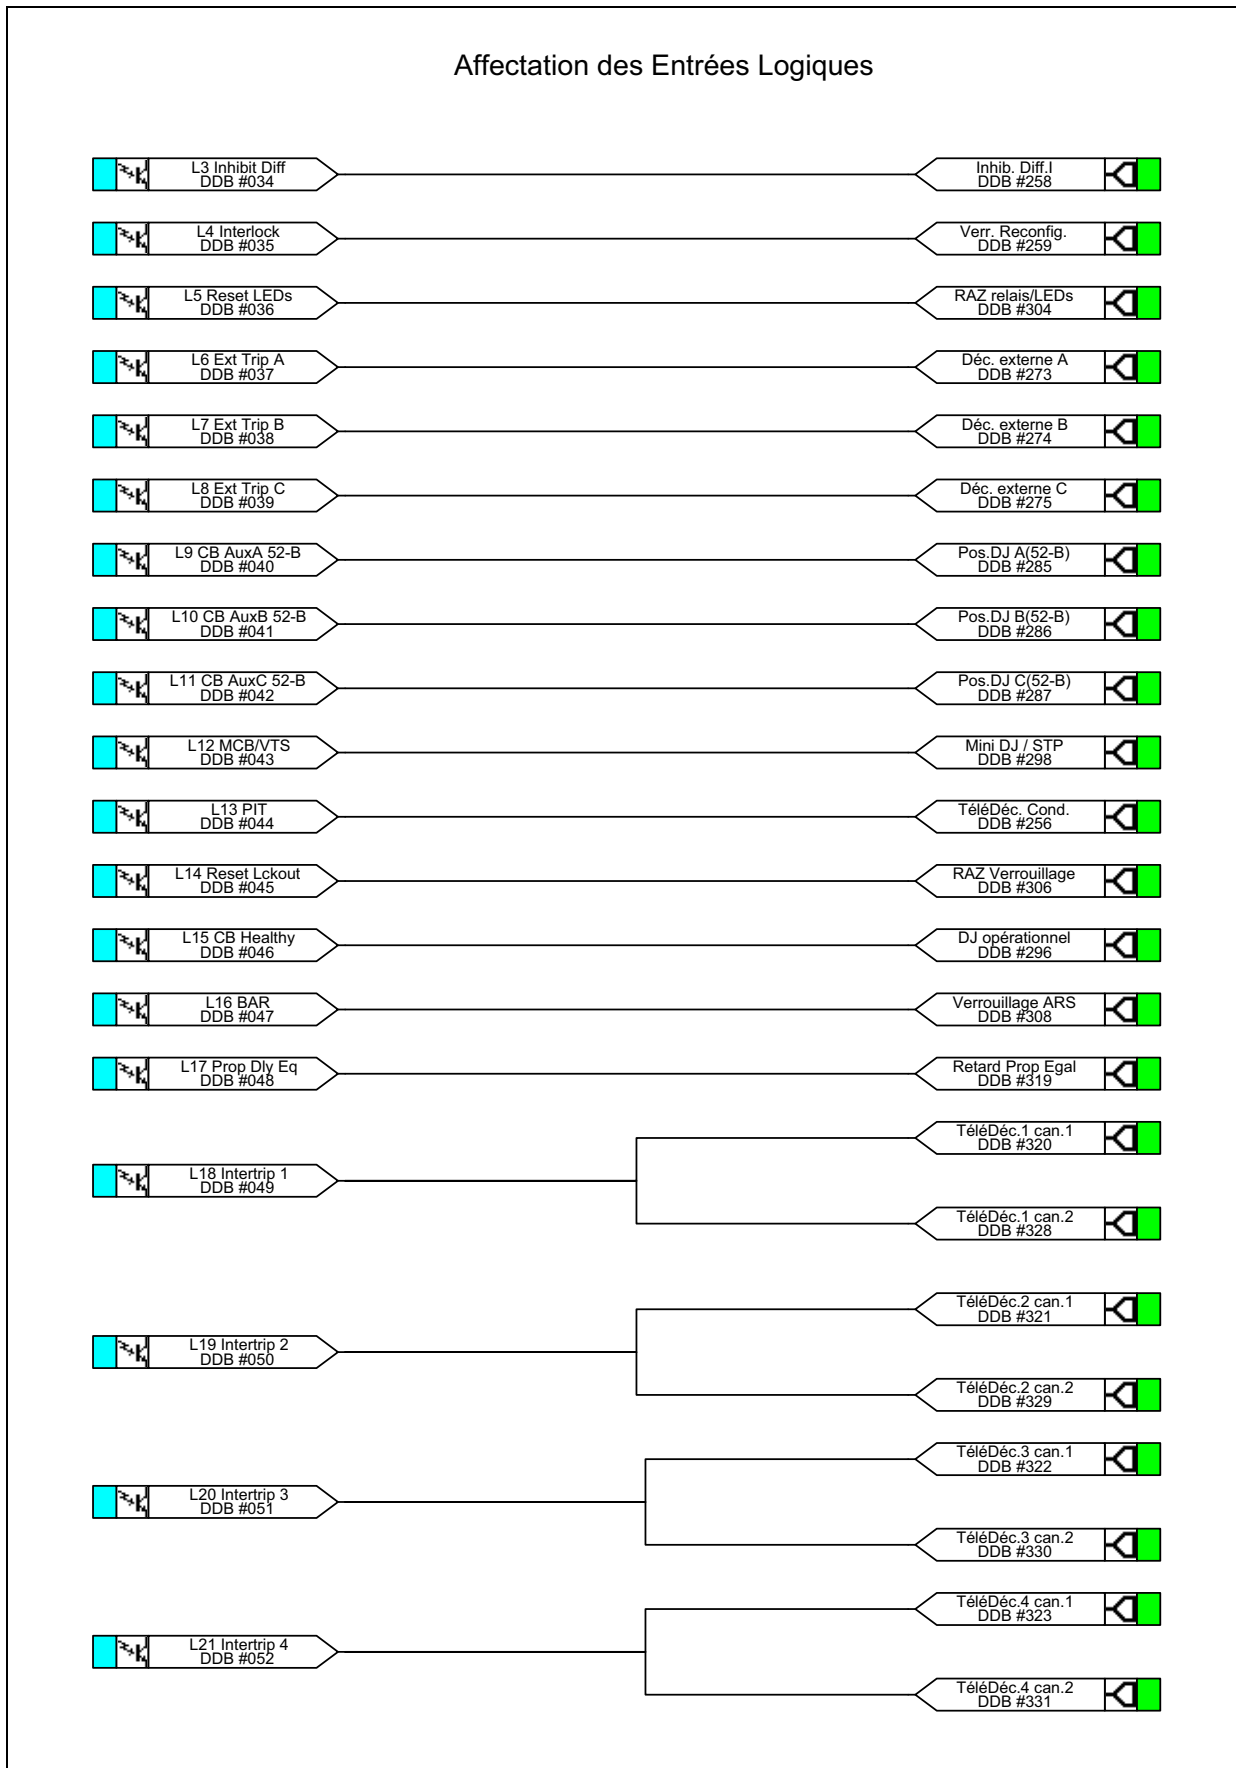 Affectation des Entrées Logiques
L3 Inhibit Diff
DDB #034
Inhib. Diff.I
DDB #258
L4 Interlock
DDB #035
Verr. Reconfig.
DDB #259
L5 Reset LEDs
DDB #036
RAZ relais/LEDs
DDB #304
L6 Ext Trip A
DDB #037
Déc. externe A
DDB #273
L7 Ext Trip B
DDB #038
Déc. externe B
DDB #274
L8 Ext Trip C
DDB #039
Déc. externe C
DDB #275
L9 CB AuxA 52-B
DDB #040
Pos.DJ A(52-B)
DDB #285
L10 CB AuxB 52-B
DDB #041
Pos.DJ B(52-B)
DDB #286
L11 CB AuxC 52-B
DDB #042
Pos.DJ C(52-B)
DDB #287
L12 MCB/VTS
DDB #043
Mini DJ / STP
DDB #298
L13 PIT
DDB #044
TéléDéc. Cond.
DDB #256
L14 Reset Lckout
DDB #045
RAZ Verrouillage
DDB #306
L15 CB Healthy
DDB #046
DJ opérationnel
DDB #296
L16 BAR
DDB #047
Verrouillage ARS
DDB #308
L17 Prop Dly Eq
DDB #048
Retard Prop Egal
DDB #319
TéléDéc.1 can.1
DDB #320
L18 Intertrip 1
DDB #049
TéléDéc.1 can.2
DDB #328
TéléDéc.2 can.1
DDB #321
L19 Intertrip 2
DDB #050
TéléDéc.2 can.2
DDB #329
TéléDéc.3 can.1
DDB #322
L20 Intertrip 3
DDB #051
TéléDéc.3 can.2
DDB #330
TéléDéc.4 can.1
DDB #323
L21 Intertrip 4
DDB #052
TéléDéc.4 can.2
DDB #331